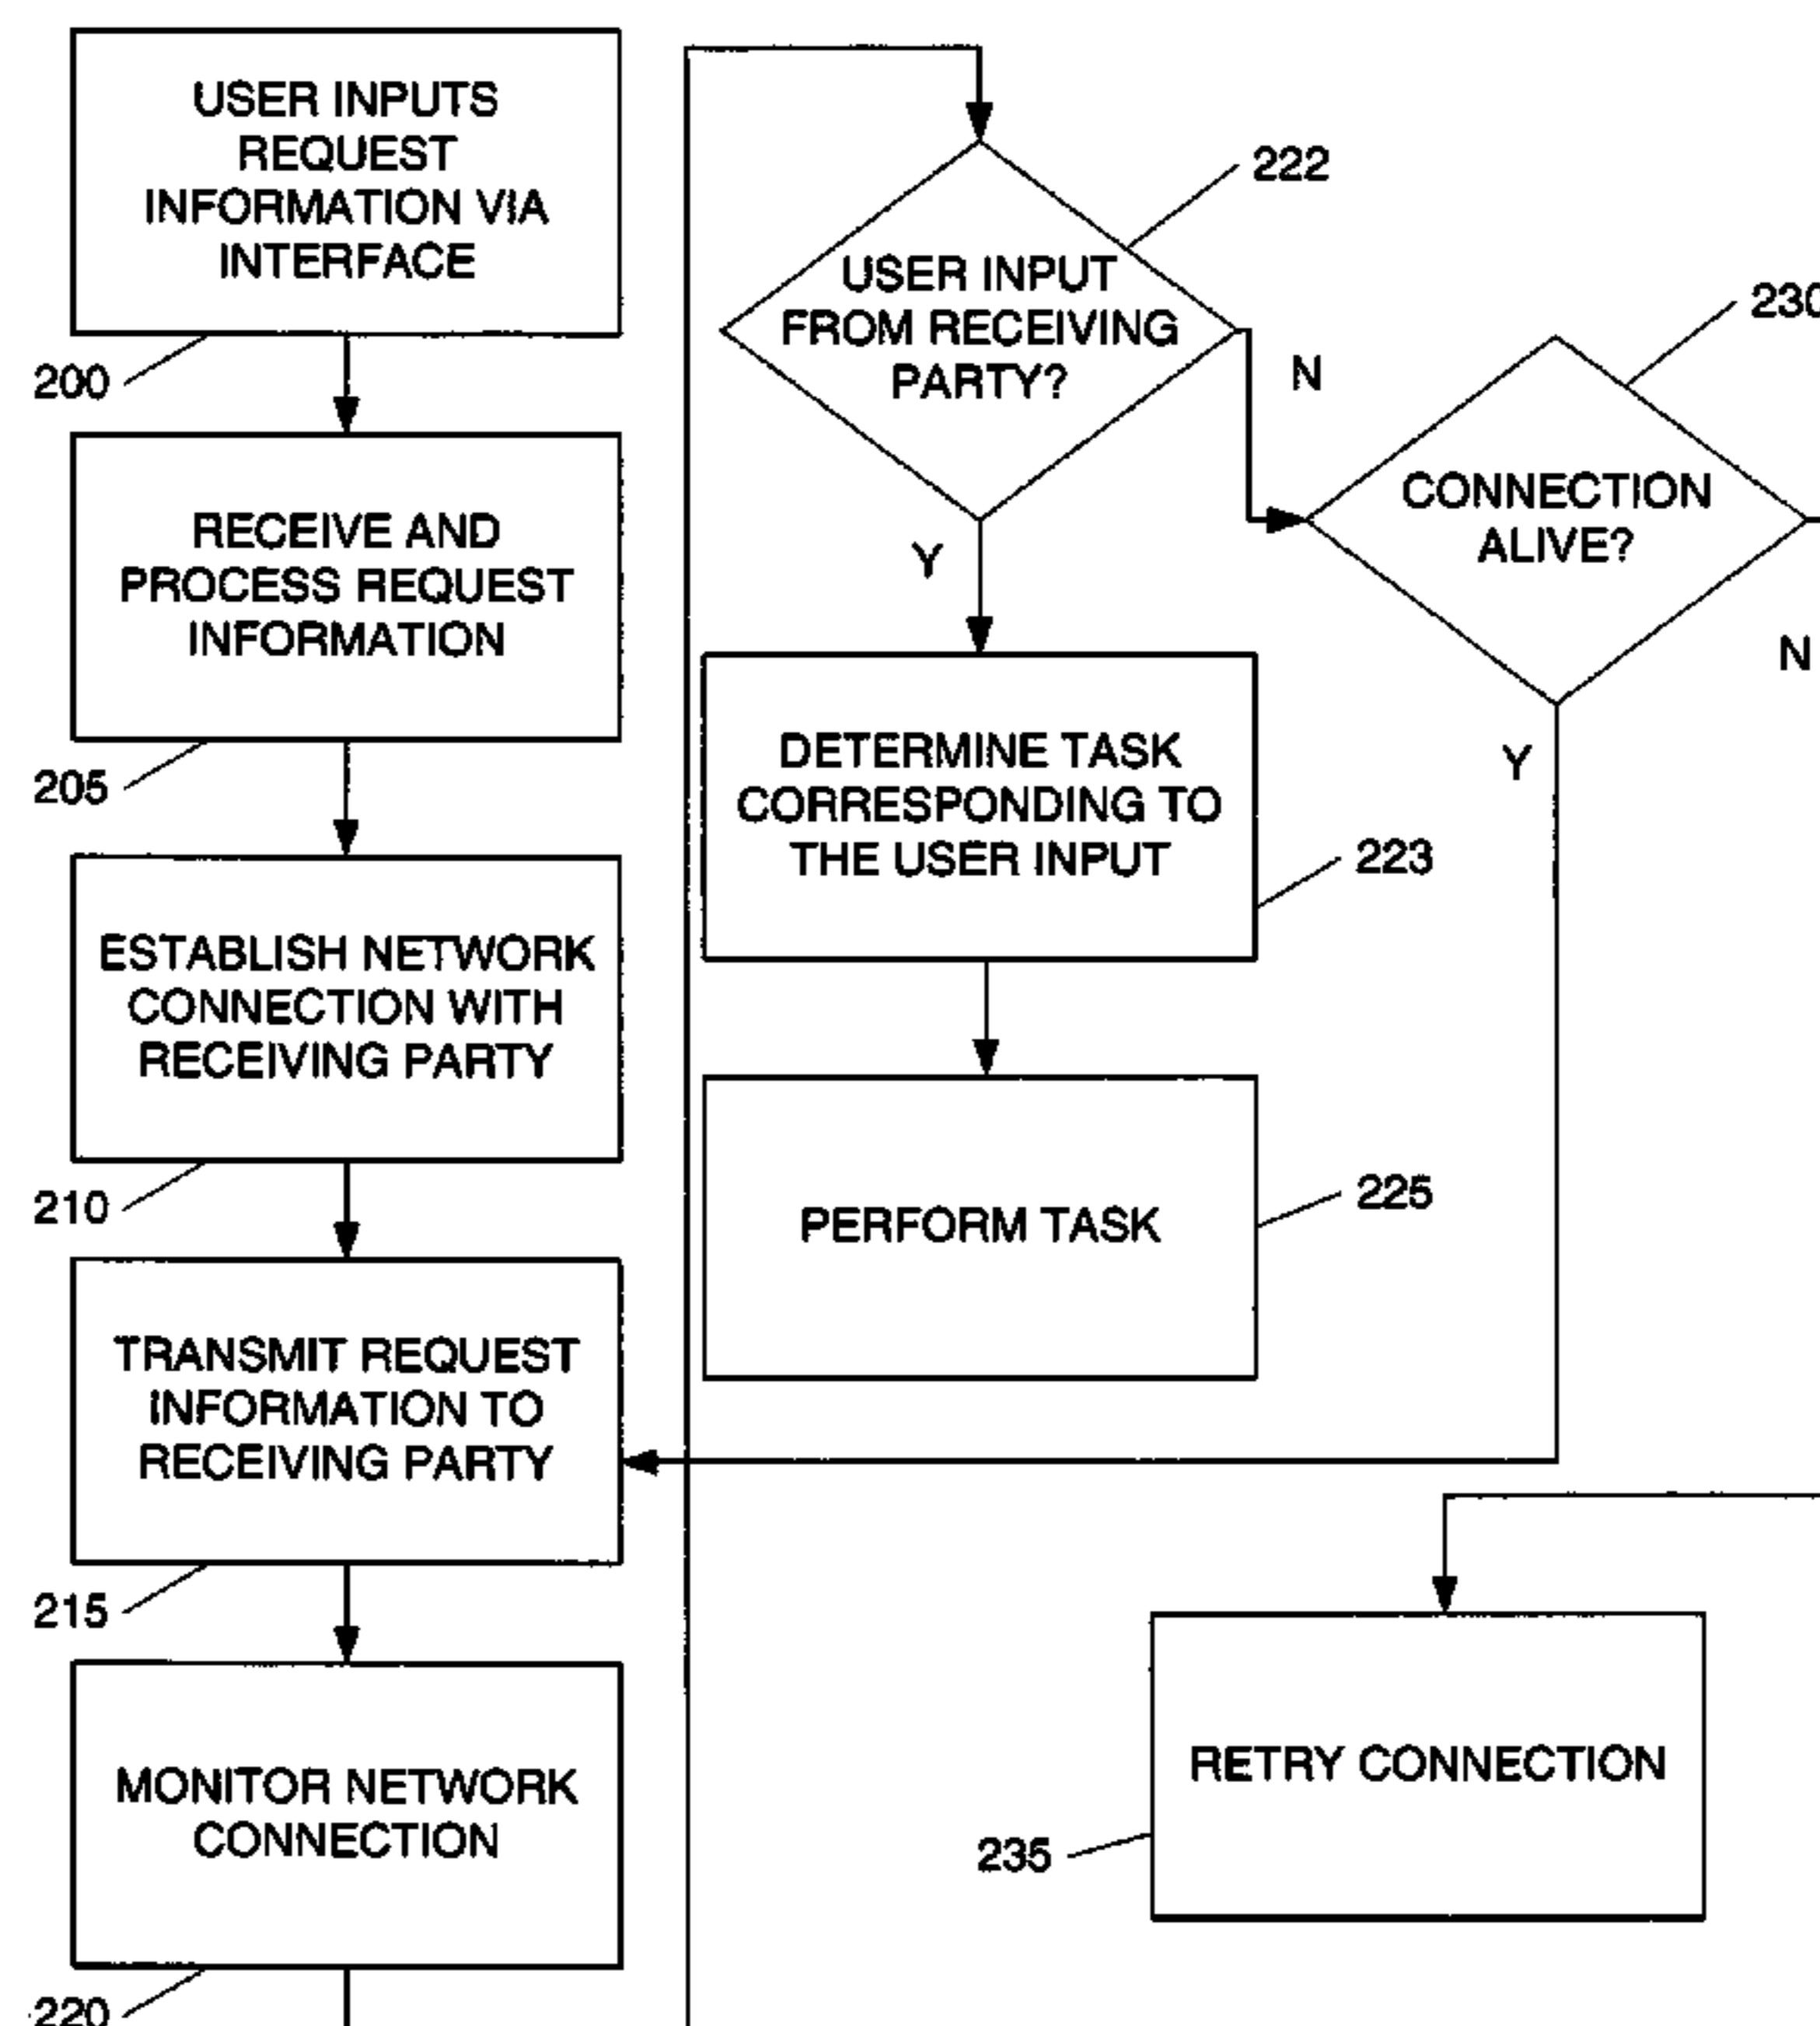 USER INPUTS
REQUEST
INFORMATION VIA
INTERFACE
200
RECEIVE AND
PROCESS REQUEST
INFORMATION
205
ESTABLISH NETWORK
CONNECTION WITH
RECEIVING PARTY
210
TRANSMIT REQUEST
INFORMATION TO
RECEIVING PARTY
215
MONITOR NETWORK
CONNECTION
220
222
USER INPUT
FROM RECEIVING
PARTY?
N
Y
DETERMINE TASK
CORRESPONDING TO
THE USER INPUT
223
PERFORM TASK
225
230
CONNECTION
ALIVE?
N
Y
RETRY CONNECTION
235